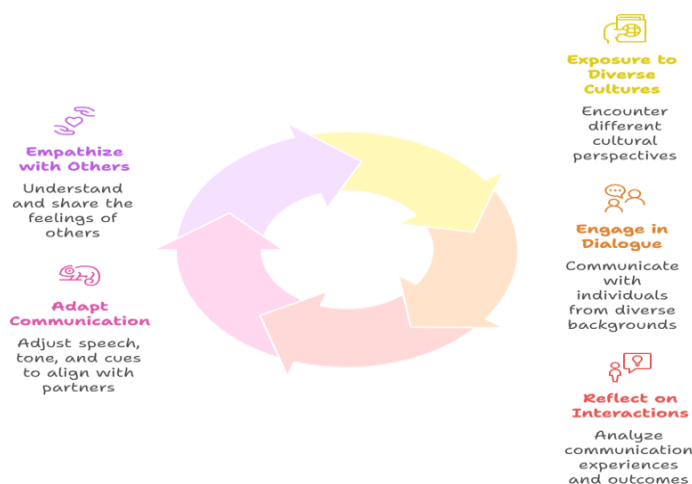 Exposure to
Diverse
Cultures
Encounter
different
cultural
perspectives
Engage in
Dialogue
Communicate
with
individuals
from diverse
backgrounds
Reflect on
Interactions
Analyze
communication
experiences
and outcomes
Adapt
Communication
Adjust speech,
tone, and cues
to align with
partners
Empathize
with Others
Understand
and share the
feelings of
others